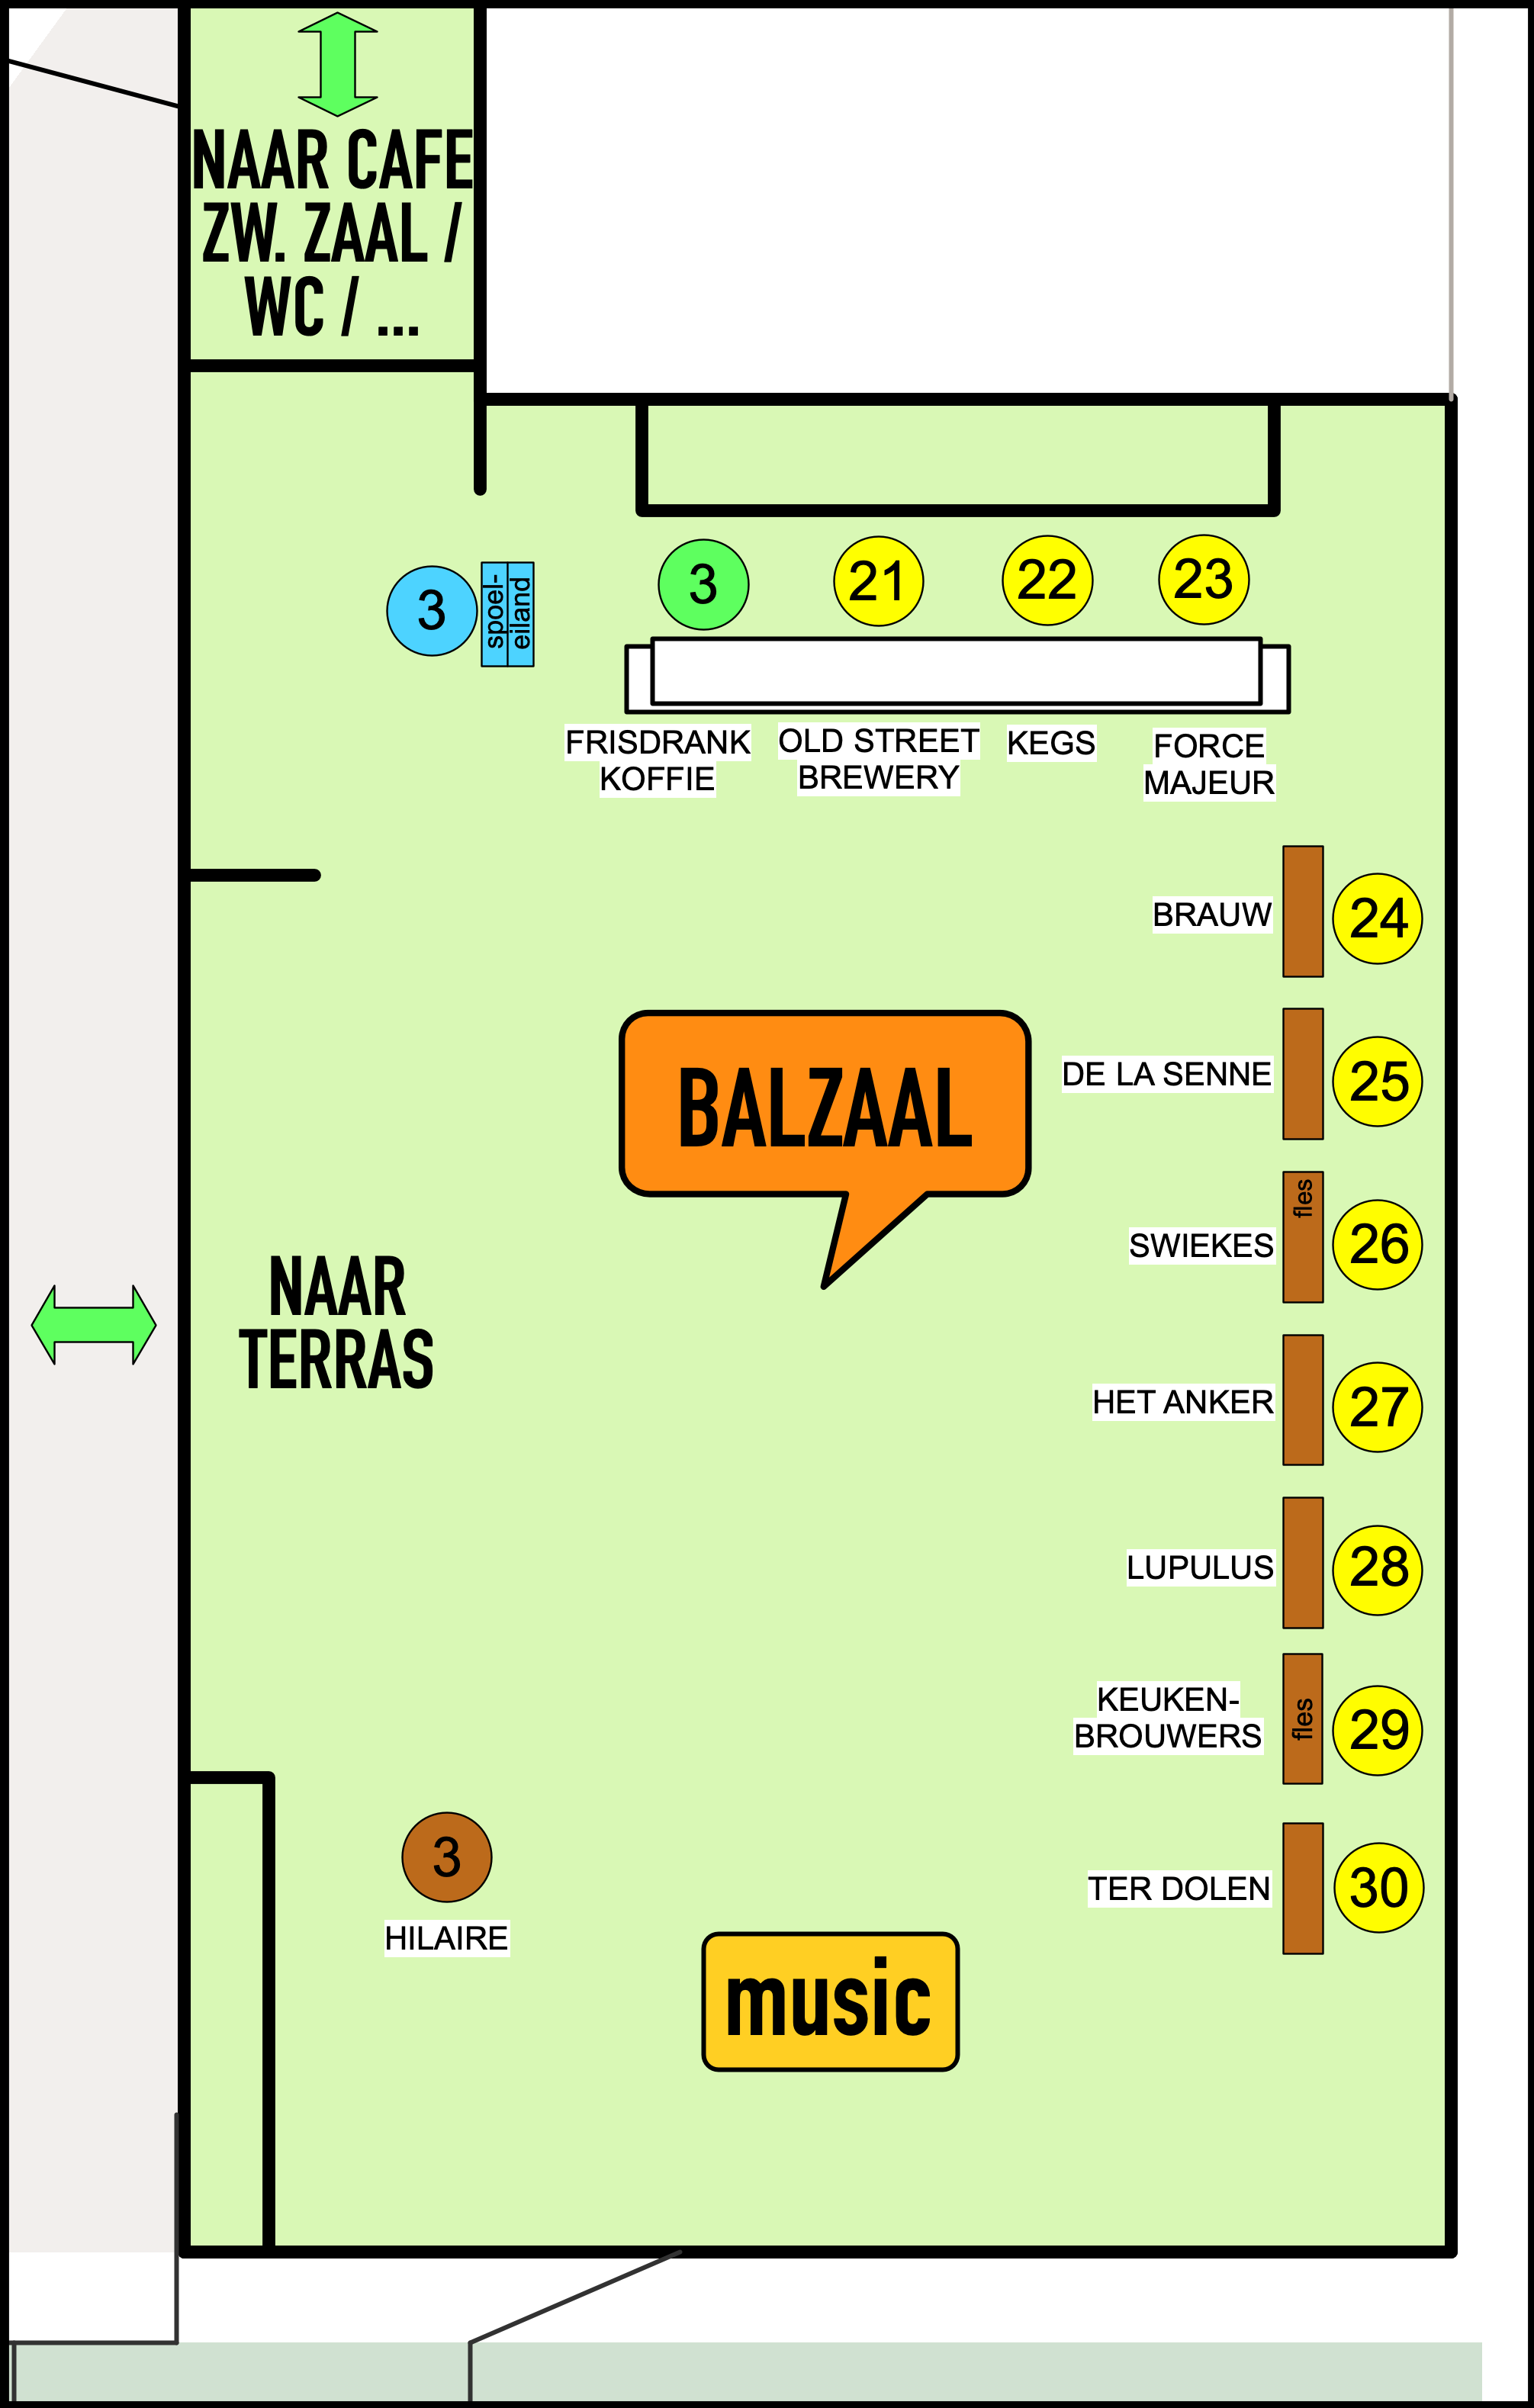 NAAR CAFE
ZW. ZAAL /
WC / ...
3
spoel-
eiland
3
21
22
23
FRISDRANK
KOFFIE
OLD STREET
BREWERY
KEGS
FORCE
MAJEUR
BRAUW
24
BALZAAL
DE LA SENNE
25
SWIEKES
fles
26
NAAR
TERRAS
HET ANKER
27
LUPULUS
28
KEUKEN-
BROUWERS
fles
29
3
HILAIRE
TER DOLEN
30
music